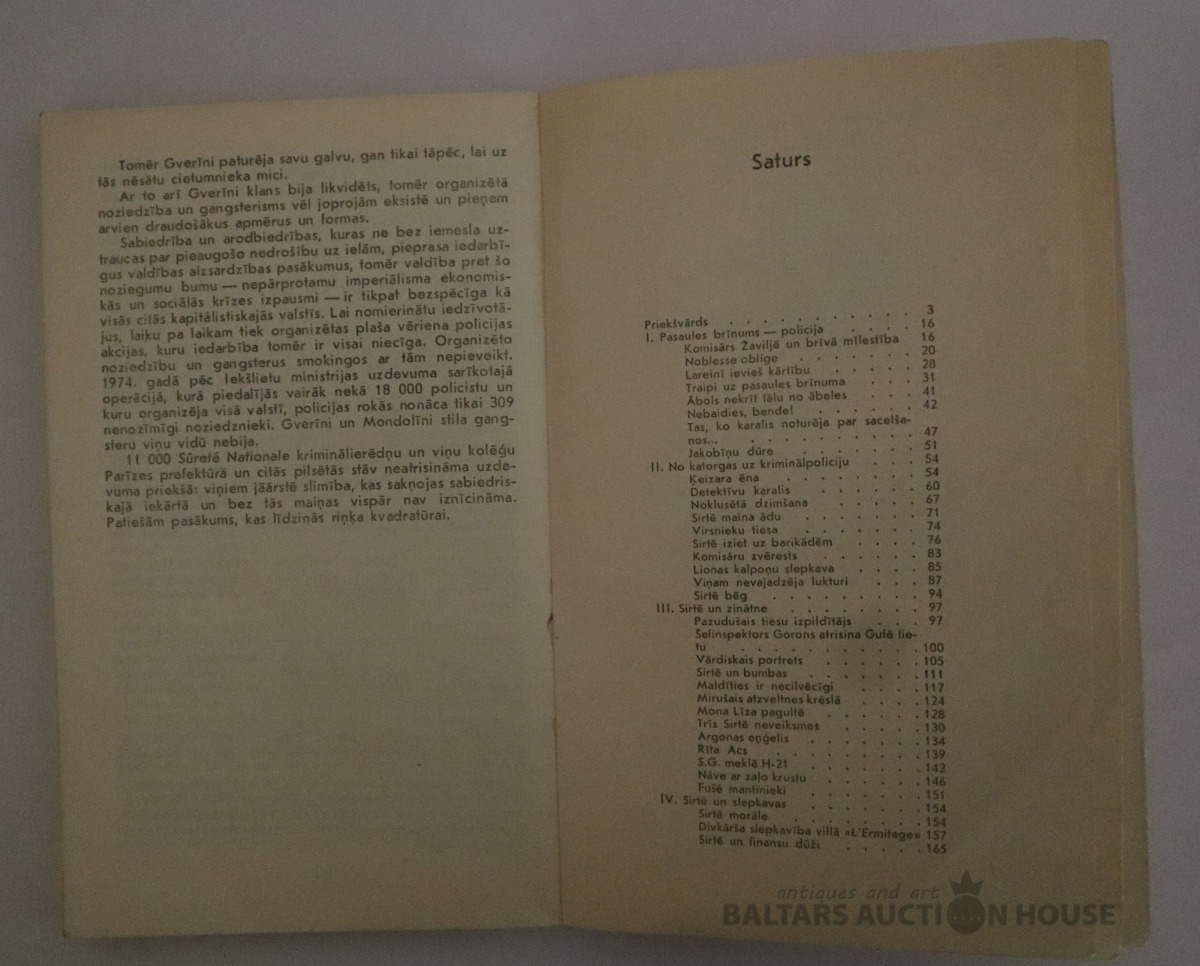 Tomēr Gverīni paturēja savu galvu, gan tikai tāpēc, lai uz
tās nēsātu cietumnieka mici.
Ar to arī Gverīni klans bija likvidēts, tomēr organizētā
noziedzība un gangsterisms vēl joprojām eksistē un pieņem
arvien draudošākus apmērus un formas.
Sabiedrība un arodbiedrības, kuras ne bez iemesla uz-
traucas par pieaugošo nedrošību uz ielām, pieprasa iedarbī-
gus valdības aizsardzības pasākumus, tomēr valdība pret šo
noziegumu bumu — nepārprotamu imperiālisma ekonomis-
kās un sociālās krīzes izpausmi — ir tikpat bezspēcīga kā
visās citās kapitālistiskajās valstīs. Lai nomierinātu iedzīvotā-
jus, laiku pa laikam tiek organizētas plaša vēriena policijas
akcijas, kuru iedarbība tomēr ir visai niecīga. Organizēto
noziedzību un gangsterus smokingos ar tām nepieveikt.
1974. gadā pēc Iekšlietu ministrijas uzdevuma sarīkotajā
operācijā, kurā piedalījās vairāk nekā 18 000 policistu un
kuru organizēja visā valstī, policijas rokās nonāca tikai 309
nenozīmīgi noziedznieki. Gverīni un Mondolīni stila gang-
steru viņu vidū nebija.
11 000 Sûreté Nationale kriminālierēdņu un viņu kolēģu
Parīzes prefektūrā un citās pilsētās stāv neatrisināma uzde-
vuma priekšā: viņiem jāārstē slimība, kas sakņojas sabiedris-
kajā iekārtā un bez tās maiņas vispār nav iznīcināma.
Patiešām pasākums, kas līdzinās riņķa kvadratūrai.
Saturs
Priekšvārds . . . . . . . . . . 3
I. Pasaules brīnums — policija . . . . 16
Komisārs Zaviljē un brīvā mīlestība 16
Noblesse oblige . . . . . . . 20
Lareinī ievieš kārtību . . . . . 28
Traipi uz pasaules brīnuma . . . 31
Ābols nekrīt tālu no ābeles . . . 41
Nebaidies, bende! . . . . . . 42
Tas, ko karalis noturēja par sacelša-
nos... . . . . . . . . . 47
Jakobīņu dūre . . . . . . . 51
II. No katorgas uz kriminālpoliciju . . . 54
Ķeizara ēna . . . . . . . 54
Detektīvu karalis . . . . . . 60
Noklusētā dzimšana . . . . . 67
Sirtē maina ādu . . . . . . 71
Virsnieku tiesa . . . . . . . 74
Sirtē iziet uz barikādēm . . . . 76
Komisāru zvērests . . . . . . 83
Lionas kalpoņu slepkava . . . . 85
Viņam nevajadzēja lukturi . . . 87
Sirtē bēg . . . . . . . . . 94
III. Sirtē un zinātne . . . . . . . 97
Pazudušais tiesu izpildītājs . . . 97
Šefinspektors Gorons atrisina Gufē lie-
tu . . . . . . . . . . . 100
Vārdiskais portrets . . . . . . 105
Sirtē un bumbas . . . . . . 111
Maldīties ir necilvēcīgi . . . . 117
Mirušais atzveltnes krēslā . . . . 124
Mona Līza pagultē . . . . . . 128
Trīs Sirtē neveiksmes . . . . . 130
Argonas eņģelis . . . . . . . 134
Rīta Acs . . . . . . . . . 139
S.G. meklē H-21 . . . . . . . 142
Nāve ar zaļo krustu . . . . . . 146
Fušē mantinieki . . . . . . . 151
IV. Sirtē un slepkavas . . . . . . . 154
Sirtē morāle . . . . . . . . 154
Divkārša slepkavība villā «L'Ermitage» 157
Sirtē un finansu dūži . . . . . 165
antiques and art
BALTARS AUCTION HOUSE